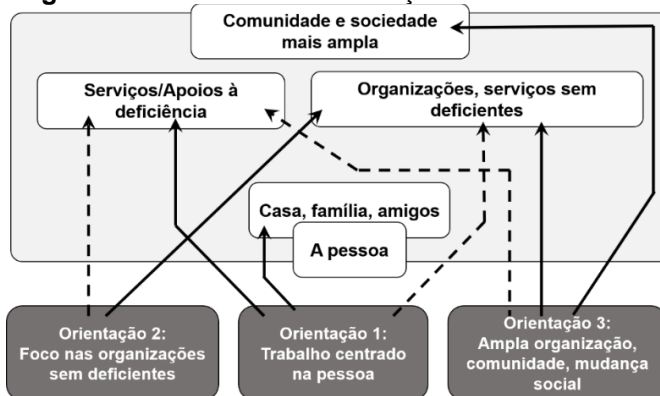 Comunidade e sociedade
mais ampla
Serviços/Apoios à
deficiência
Organizações, serviços sem
deficientes
Casa, família, amigos
A pessoa
Orientação 2:
Foco nas organizações
sem deficientes
Orientação 1:
Trabalho centrado
na pessoa
Orientação 3:
Ampla organização,
comunidade, mudança
social